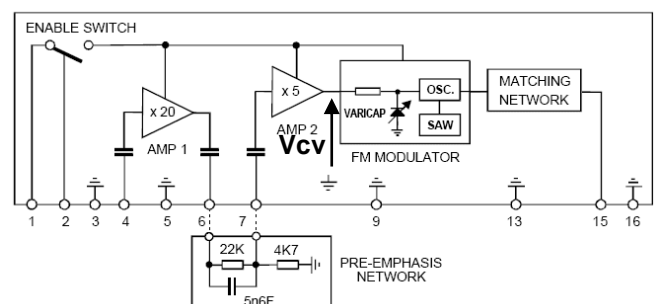 ENABLE SWITCH
x 20
AMP 1
x 5
AMP 2
Vcv
VARICAP
OSC.
SAW
FM MODULATOR
MATCHING
NETWORK
1 2 3 4 5 6 7 9 13 15 16
22K 4K7
5n6F
PRE-EMPHASIS
NETWORK